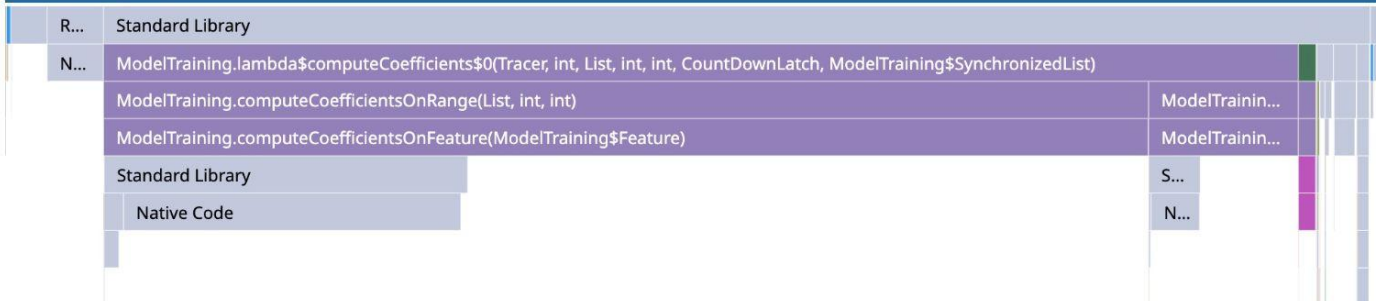 R... Standard Library
N... ModelTraining.lambda$computeCoefficients$0(Tracer, int, List, int, int, CountDownLatch, ModelTraining$SynchronizedList)
ModelTraining.computeCoefficientsOnRange(List, int, int) ModelTrainin...
ModelTraining.computeCoefficientsOnFeature(ModelTraining$Feature) ModelTrainin...
Standard Library S...
Native Code N...